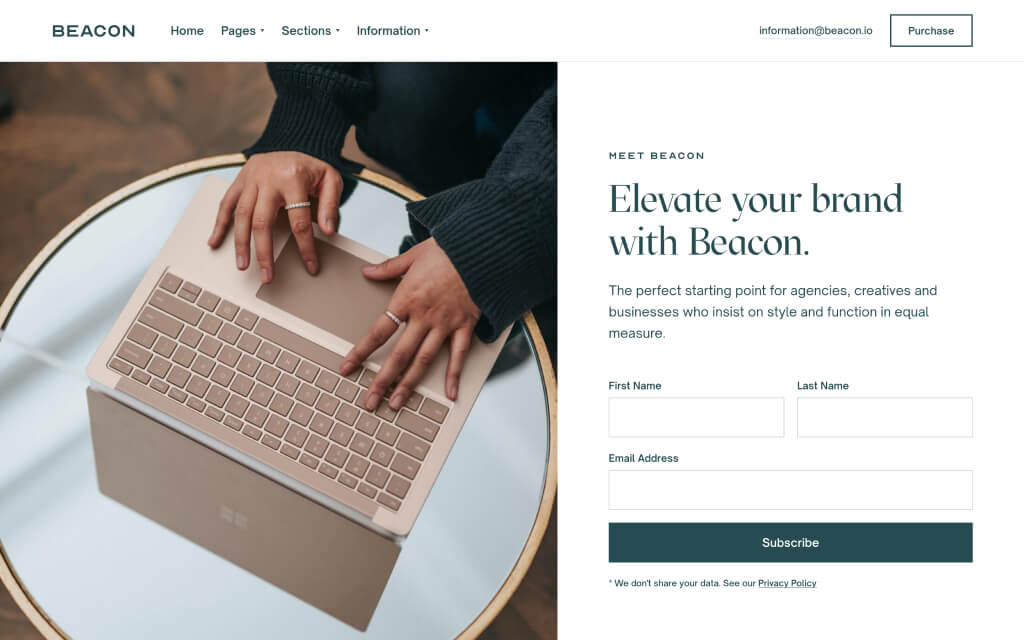 BEACON
Home
Pages
Sections
Information
information@beacon.io
Purchase
MEET BEACON
Elevate your brand
with Beacon.
The perfect starting point for agencies, creatives and
businesses who insist on style and function in equal
measure.
First Name
Last Name
Email Address
Subscribe
* We don't share your data. See our Privacy Policy